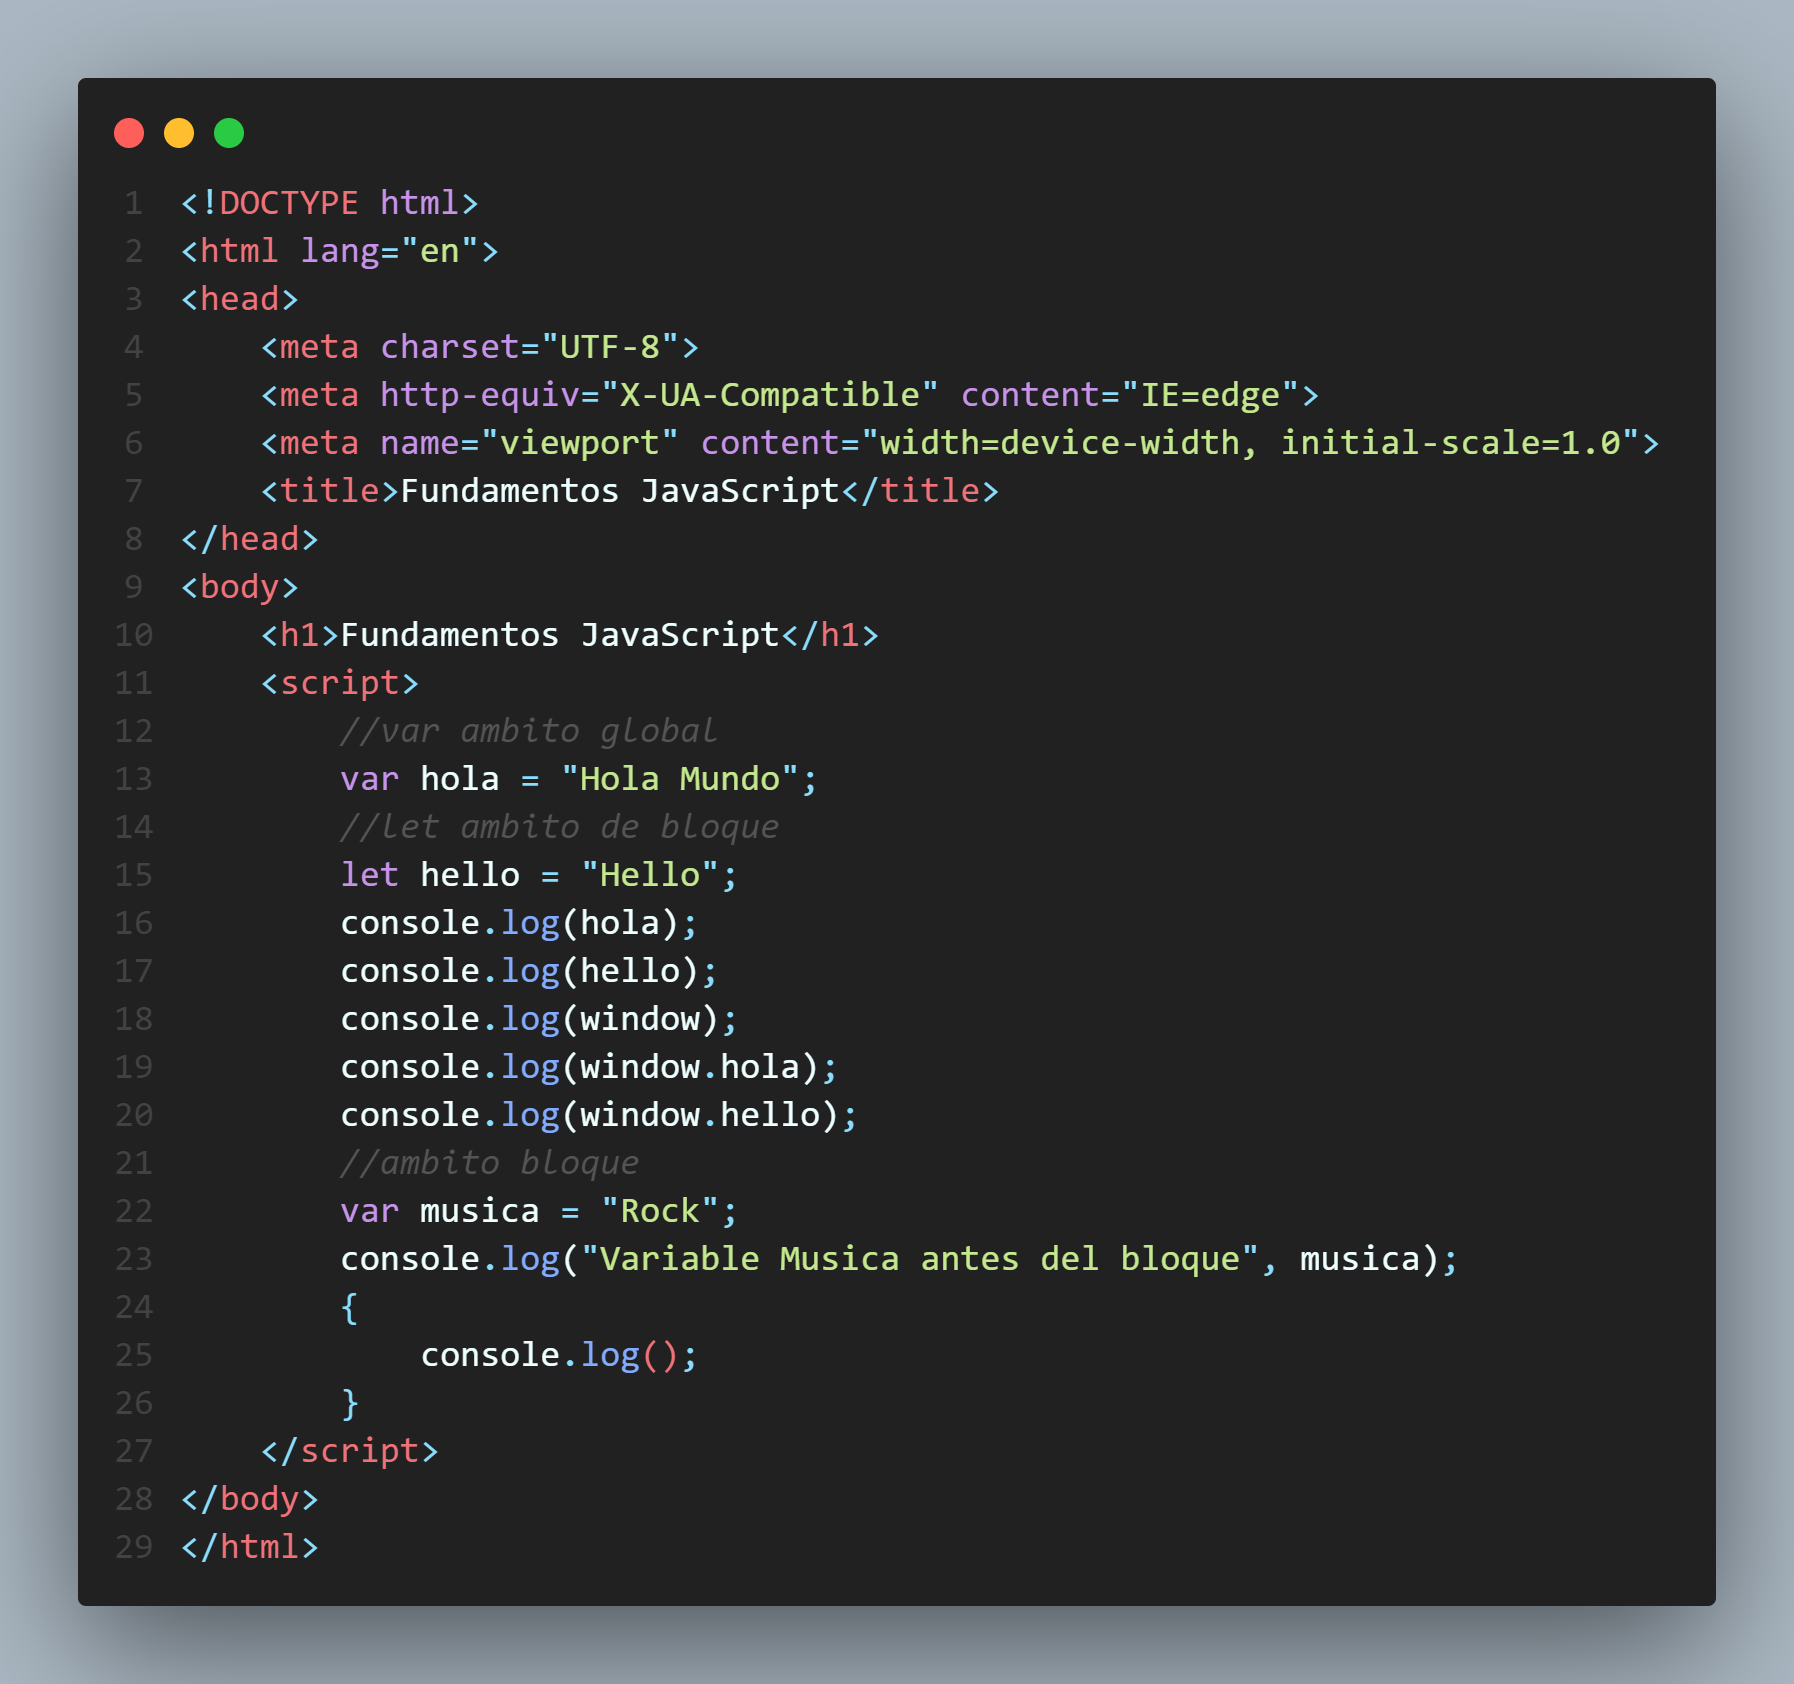 1 <!DOCTYPE html>
2 <html lang="en">
3 <head>
4     <meta charset="UTF-8">
5     <meta http-equiv="X-UA-Compatible" content="IE=edge">
6     <meta name="viewport" content="width=device-width, initial-scale=1.0">
7     <title>Fundamentos JavaScript</title>
8 </head>
9 <body>
10     <h1>Fundamentos JavaScript</h1>
11     <script>
12         //var ambito global
13         var hola = "Hola Mundo";
14         //let ambito de bloque
15         let hello = "Hello";
16         console.log(hola);
17         console.log(hello);
18         console.log(window);
19         console.log(window.hola);
20         console.log(window.hello);
21         //ambito bloque
22         var musica = "Rock";
23         console.log("Variable Musica antes del bloque", musica);
24         {
25             console.log();
26         }
27     </script>
28 </body>
29 </html>